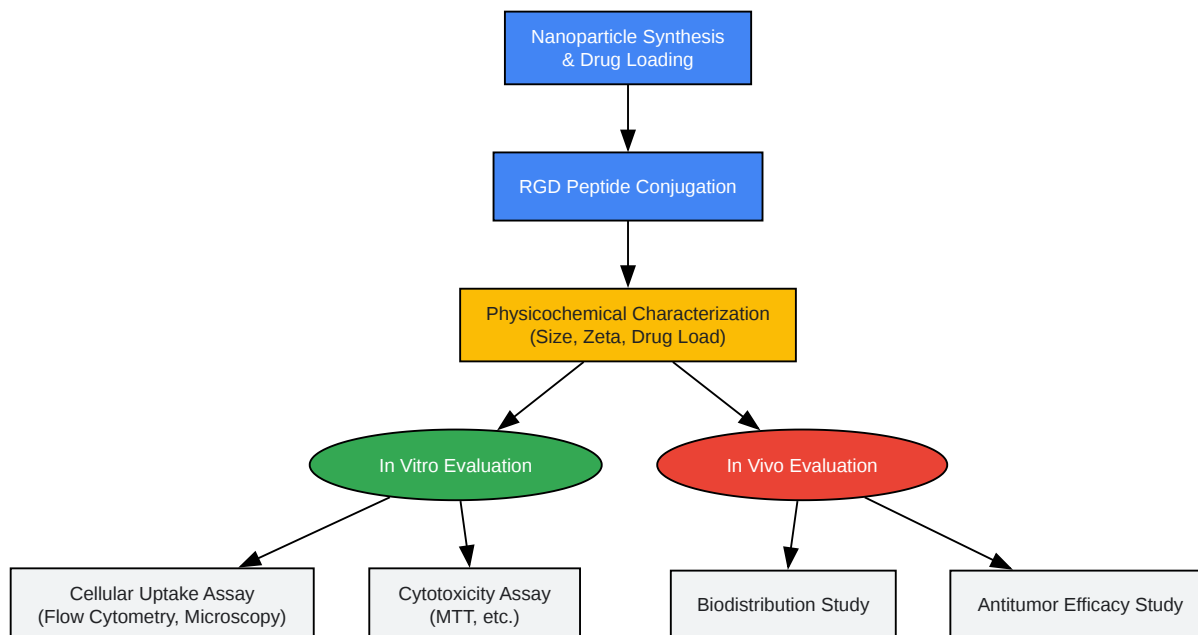 Nanoparticle Synthesis
& Drug Loading
RGD Peptide Conjugation
Physicochemical Characterization
(Size, Zeta, Drug Load)
In Vitro Evaluation
In Vivo Evaluation
Cellular Uptake Assay
(Flow Cytometry, Microscopy)
Cytotoxicity Assay
(MTT, etc.)
Biodistribution Study
Antitumor Efficacy Study